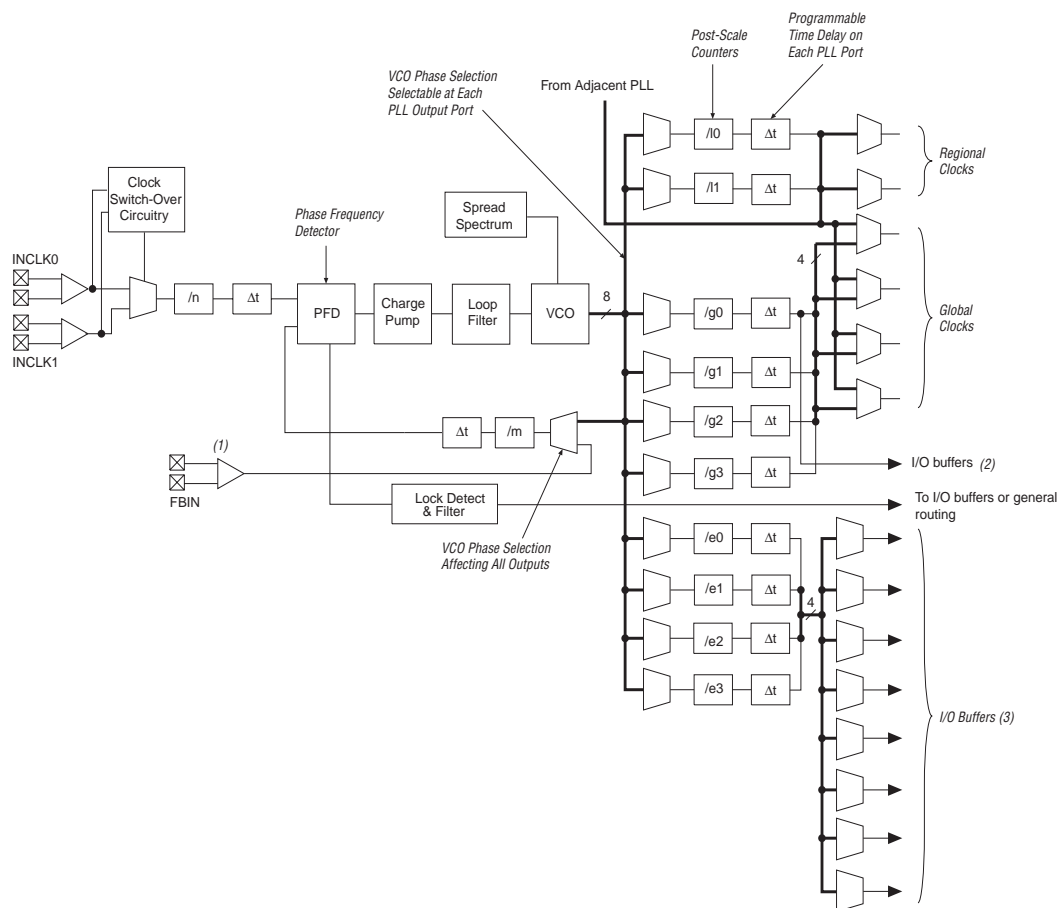 Programmable
Time Delay on
Each PLL Port
Post-Scale
Counters
VCO Phase Selection
Selectable at Each
PLL Output Port
From Adjacent PLL
/l0
Δt
/l1
Δt
Regional
Clocks
Clock
Switch-Over
Circuitry
Spread
Spectrum
Phase Frequency
Detector
4
INCLK0
/n
Δt
PFD
Charge
Pump
Loop
Filter
VCO
8
/g0
Δt
Global
Clocks
INCLK1
/g1
Δt
Δt
/m
/g2
Δt
(1)
I/O buffers (2)
/g3
Δt
FBIN
Lock Detect
& Filter
To I/O buffers or general
routing
VCO Phase Selection
Affecting All Outputs
/e0
Δt
/e1
Δt
4
/e2
Δt
/e3
Δt
I/O Buffers (3)